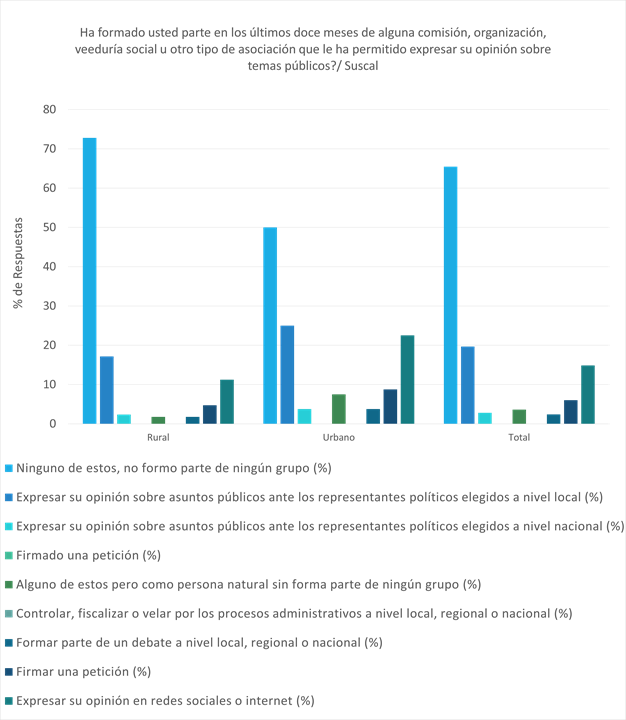 Ha formado usted parte en los últimos doce meses de alguna comisión, organización,
veeduría social u otro tipo de asociación que le ha permitido expresar su opinión sobre
temas públicos?/ Suscal
% de Respuestas
80
70
60
50
40
30
20
10
0
Rural
Urbano
Total
Ninguno de estos, no formo parte de ningún grupo (%)
Expresar su opinión sobre asuntos públicos ante los representantes políticos elegidos a nivel local (%)
Expresar su opinión sobre asuntos públicos ante los representantes políticos elegidos a nivel nacional (%)
Firmado una petición (%)
Alguno de estos pero como persona natural sin forma parte de ningún grupo (%)
Controlar, fiscalizar o velar por los procesos administrativos a nivel local, regional o nacional (%)
Formar parte de un debate a nivel local, regional o nacional (%)
Firmar una petición (%)
Expresar su opinión en redes sociales o internet (%)